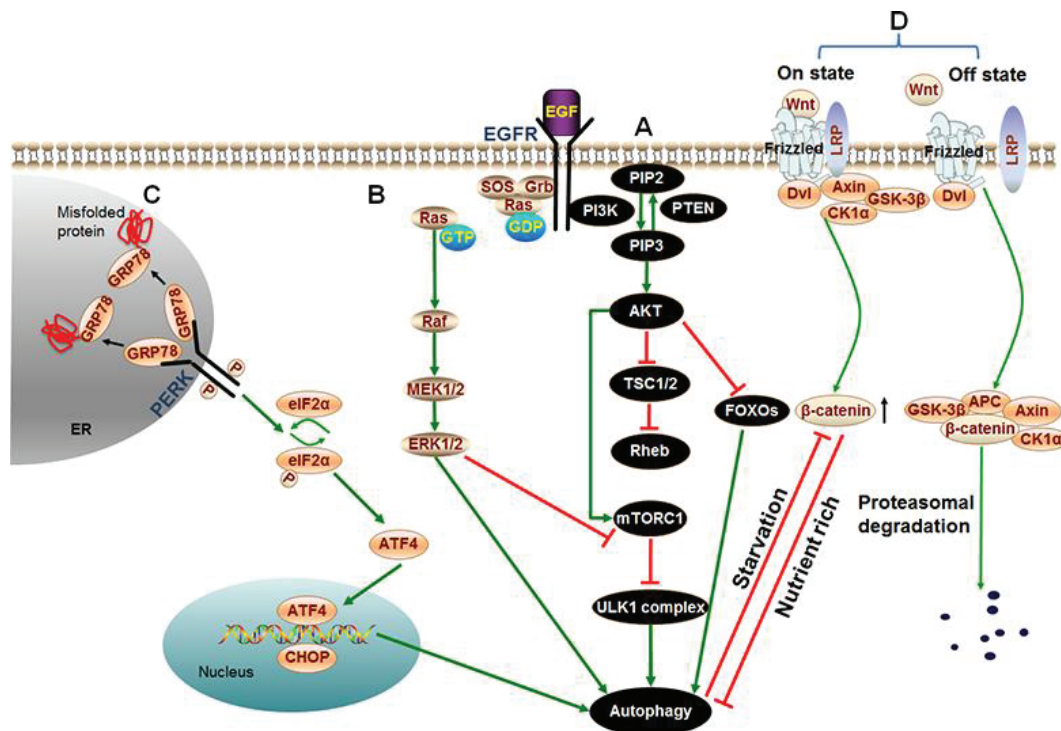 D
On state
Off state
Wnt
Wnt
EGF
EGFR
A
LRP
LRP
Frizzled
Frizzled
C
B
Misfolded
protein
SOS
Grb
Ras
GDP
Ras
GTP
PI3K
PIP2
PTEN
PIP3
Dvl
Axin
GSK-3β
CK1α
Dvl
GRP78
GRP78
GRP78
GRP78
PERK
P
P
ER
Raf
AKT
MEK1/2
TSC1/2
eIF2α
eIF2α
P
ERK1/2
Rheb
FOXOs
β-catenin
GSK-3β
APC
Axin
β-catenin
CK1α
mTORC1
Starvation
Nutrient rich
Proteasomal
degradation
ATF4
ATF4
CHOP
Nucleus
ULK1 complex
Autophagy